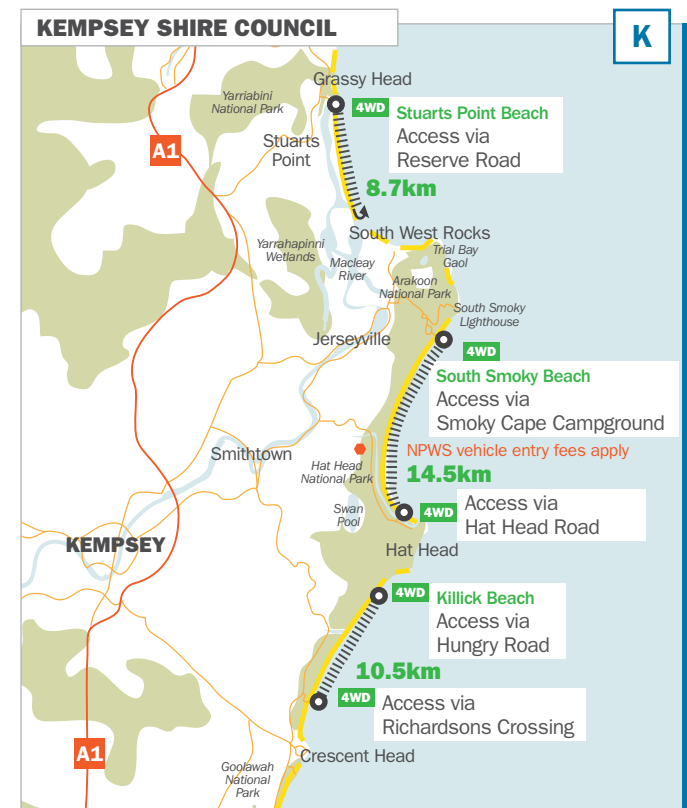 KEMPSEY SHIRE COUNCIL
K
Grassy Head
Yarriabini
National Park
4WD
Stuarts Point Beach
Access via
Reserve Road
A1
Stuarts
Point
8.7km
South West Rocks
Yarrahapinni
Wetlands
Trial Bay
Gaol
Macleay
River
Arakoon
National Park
South Smoky
LIghthouse
Jerseyville
4WD
South Smoky Beach
Access via
Smoky Cape Campground
NPWS vehicle entry fees apply
Smithtown
Hat Head
National Park
14.5km
Swan
Pool
4WD
Access via
Hat Head Road
KEMPSEY
Hat Head
4WD
Killick Beach
Access via
Hungry Road
10.5km
4WD
Access via
Richardsons Crossing
A1
Crescent Head
Goolawah
National
Park